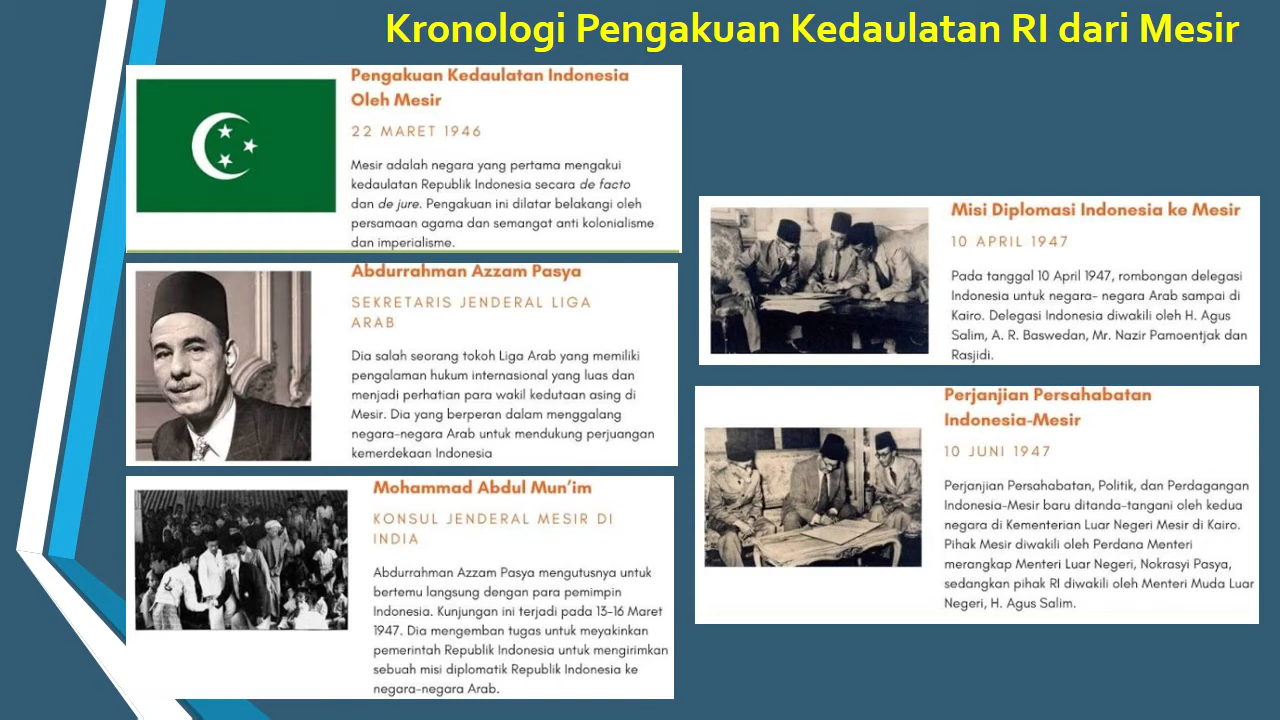 Kronologi Pengakuan Kedaulatan RI dari Mesir
Pengakuan Kedaulatan Indonesia
Oleh Mesir
22 MARET 1946
Mesir adalah negara yang pertama mengakui
kedaulatan Republik Indonesia secara de facto
dan de jure. Pengakuan ini dilatar belakangi oleh
persamaan agama dan semangat anti kolonialisme
dan imperialisme.
Abdurrahman Azzam Pasya
SEKRETARIS JENDERAL LIGA
ARAB
Dia salah seorang tokoh Liga Arab yang memiliki
pengalaman hukum internasional yang luas dan
menjadi perhatian para wakil kedutaan asing di
Mesir. Dia yang berperan dalam menggalang
negara-negara Arab untuk mendukung perjuangan
kemerdekaan Indonesia
Mohammad Abdul Mun'im
KONSUL JENDERAL MESIR DI
INDIA
Abdurrahman Azzam Pasya mengutusnya untuk
bertemu langsung dengan para pemimpin
Indonesia. Kunjungan ini terjadi pada 13-16 Maret
1947. Dia mengemban tugas untuk meyakinkan
pemerintah Republik Indonesia untuk mengirimkan
sebuah misi diplomatik Republik Indonesia ke
negara-negara Arab.
Misi Diplomasi Indonesia ke Mesir
10 APRIL 1947
Pada tanggal 10 April 1947, rombongan delegasi
Indonesia untuk negara- negara Arab sampai di
Kairo. Delegasi Indonesia diwakili oleh H. Agus
Salim, A. R. Baswedan, Mr. Nazir Pamoentjak dan
Rasjidi.
Perjanjian Persahabatan
Indonesia-Mesir
10 JUNI 1947
Perjanjian Persahabatan, Politik, dan Perdagangan
Indonesia-Mesir baru ditanda-tangani oleh kedua
negara di Kementerian Luar Negeri Mesir di Kairo.
Pihak Mesir diwakili oleh Perdana Menteri
merangkap Menteri Luar Negeri, Nokrasyi Pasya,
sedangkan pihak RI diwakili oleh Menteri Muda Luar
Negeri, H. Agus Salim.